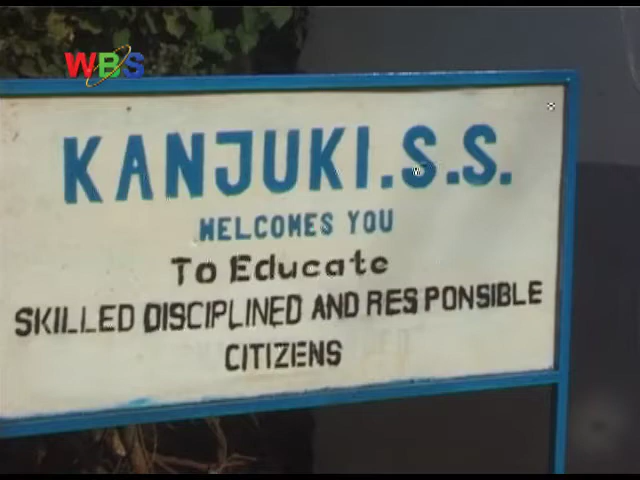 WBS
KANJUKI.S.S.
WELCOMES YOU
To Educate
SKILLED DISCIPLINED AND RESPONSIBLE
CITIZENS